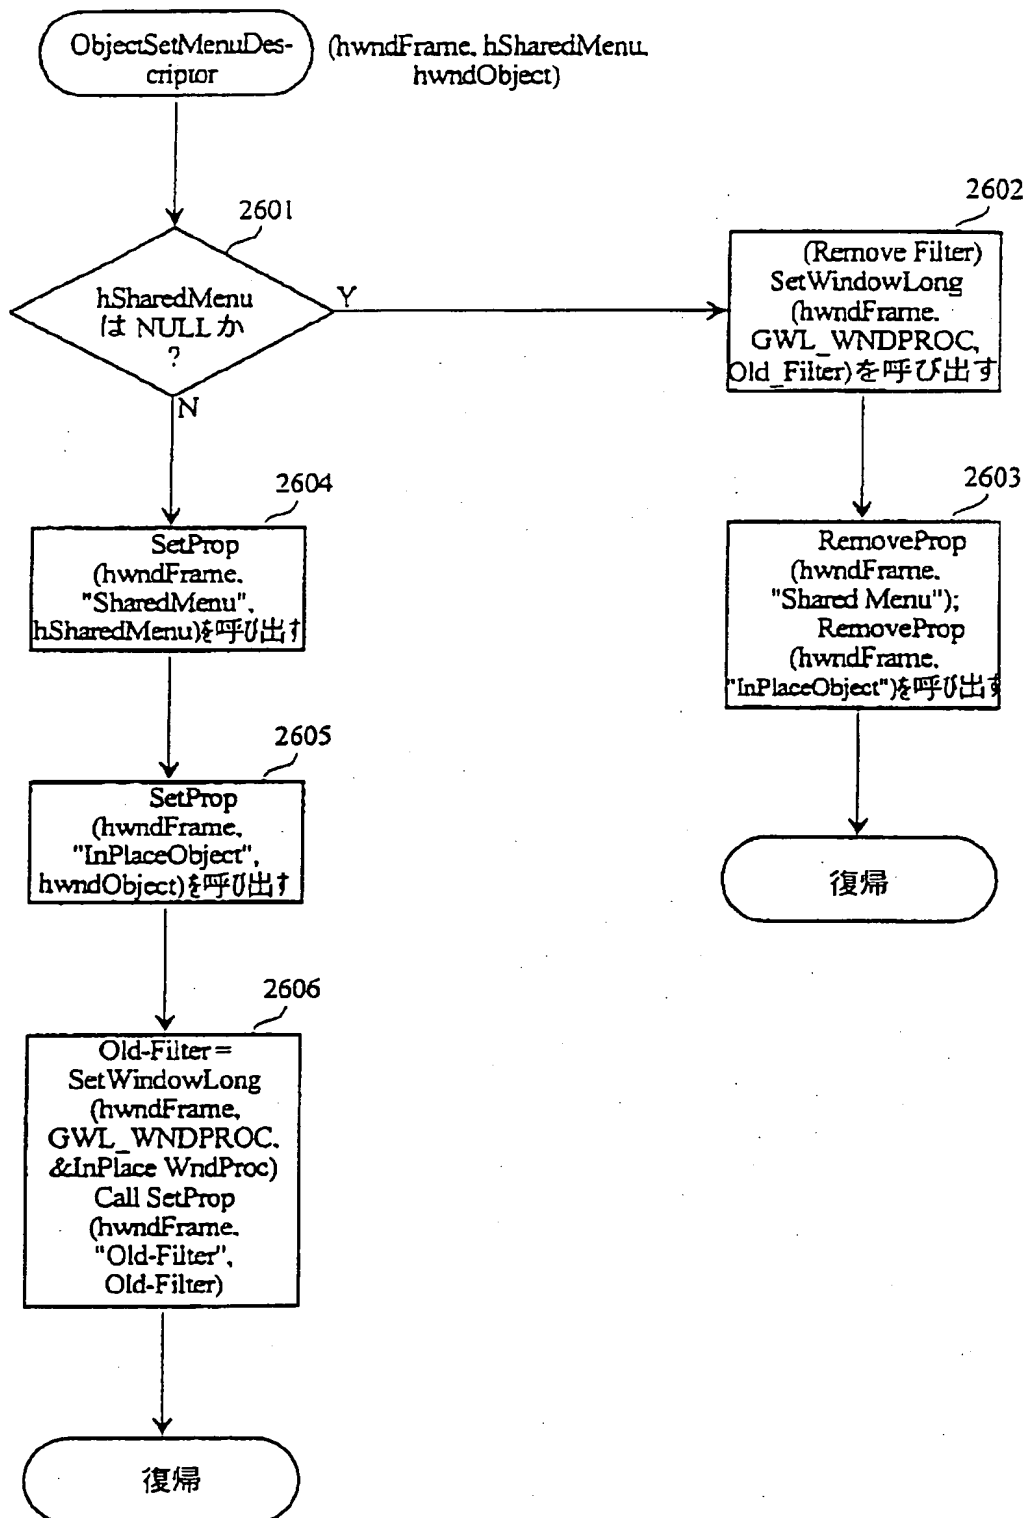 ObjectSetMenuDes-
criptor
(hwndFrame, hSharedMenu,
hwndObject)
2601
hSharedMenu
は NULL か
?
Y
N
2602
(Remove Filter)
SetWindowLong
(hwndFrame,
GWL_WNDPROC,
Old_Filter)を呼び出す
2603
RemoveProp
(hwndFrame,
"Shared Menu");
RemoveProp
(hwndFrame,
"InPlaceObject")を呼び出す
復帰
2604
SetProp
(hwndFrame,
"SharedMenu",
hSharedMenu)を呼び出す
2605
SetProp
(hwndFrame,
"InPlaceObject",
hwndObject)を呼び出す
2606
Old-Filter =
SetWindowLong
(hwndFrame,
GWL_WNDPROC,
&InPlace WndProc)
Call SetProp
(hwndFrame,
"Old-Filter",
Old-Filter)
復帰